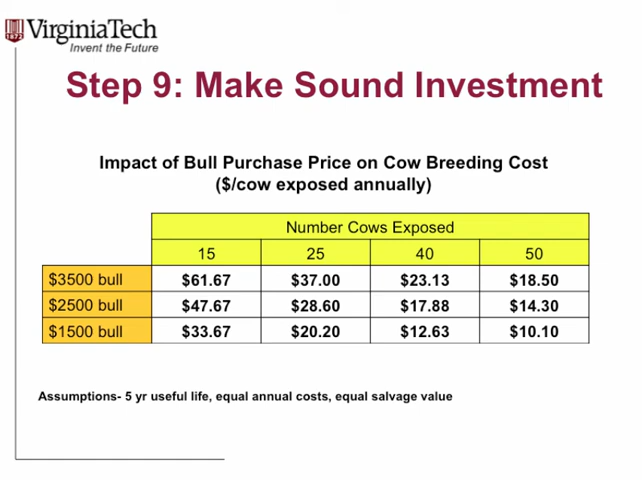 VirginiaTech
1872
Invent the Future
Step 9: Make Sound Investment
Impact of Bull Purchase Price on Cow Breeding Cost
($/cow exposed annually)
Number Cows Exposed
15 25 40 50
$3500 bull $61.67 $37.00 $23.13 $18.50
$2500 bull $47.67 $28.60 $17.88 $14.30
$1500 bull $33.67 $20.20 $12.63 $10.10
Assumptions- 5 yr useful life, equal annual costs, equal salvage value